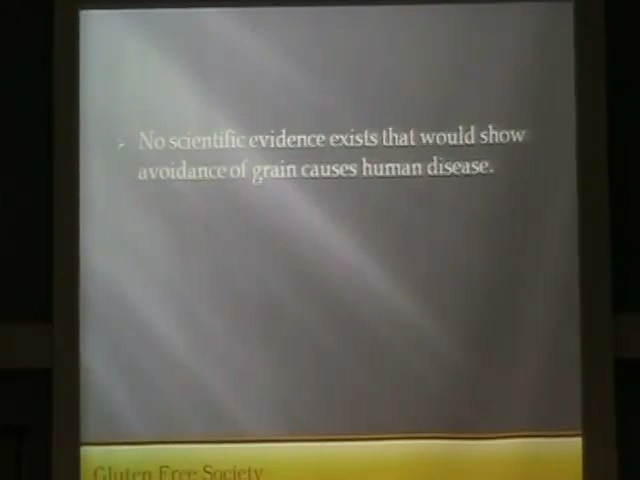 No scientific evidence exists that would show
avoidance of grain causes human disease.
Gluten Free Society